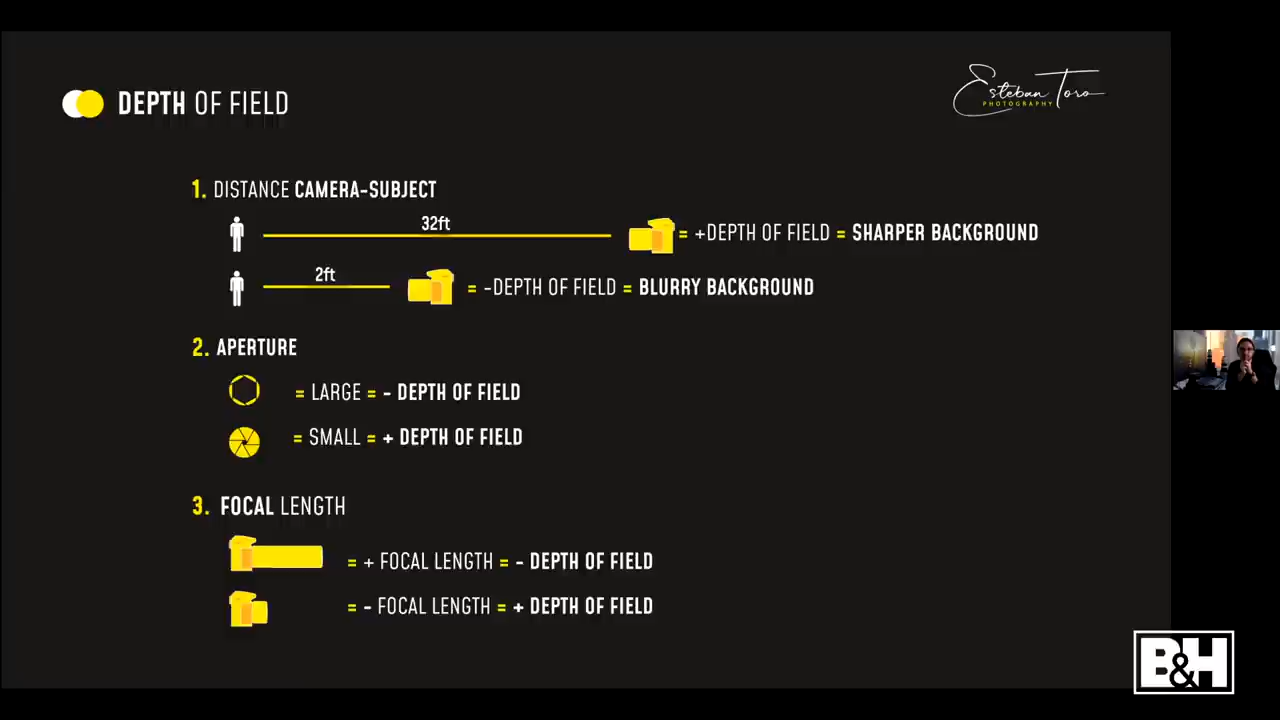 DEPTH OF FIELD
Esteban Toro
PHOTOGRAPHY
1. DISTANCE CAMERA-SUBJECT
32ft
= +DEPTH OF FIELD = SHARPER BACKGROUND
2ft
= -DEPTH OF FIELD = BLURRY BACKGROUND
2. APERTURE
= LARGE = - DEPTH OF FIELD
= SMALL = + DEPTH OF FIELD
3. FOCAL LENGTH
= + FOCAL LENGTH = - DEPTH OF FIELD
= - FOCAL LENGTH = + DEPTH OF FIELD
B&H